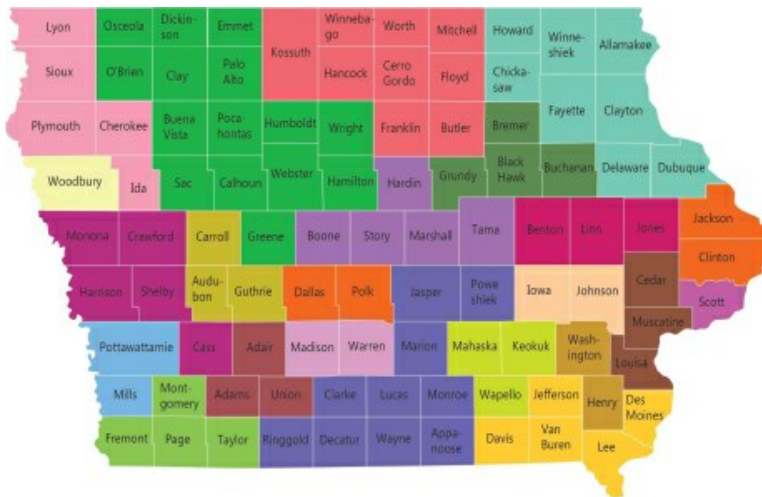 Lyon
Osceola
Dickin-
son
Emmet
Kossuth
Winneba-
go
Worth
Mitchell
Howard
Winne-
shiek
Allamakee
Sioux
O'Brien
Clay
Palo
Alto
Hancock
Cerro
Gordo
Floyd
Chicka-
saw
Plymouth
Cherokee
Buena
Vista
Poca-
hontas
Humboldt
Wright
Franklin
Butler
Bremer
Fayette
Clayton
Woodbury
Ida
Sac
Calhoun
Webster
Hamilton
Hardin
Grundy
Black
Hawk
Buchanan
Delaware
Dubuque
Monona
Crawford
Carroll
Greene
Boone
Story
Marshall
Tama
Benton
Linn
Jones
Jackson
Clinton
Harrison
Shelby
Audu-
bon
Guthrie
Dallas
Polk
Jasper
Powe
shiek
Iowa
Johnson
Cedar
Scott
Muscatine
Pottawattamie
Cass
Adair
Madison
Warren
Marion
Mahaska
Keokuk
Wash-
ington
Louisa
Mills
Mont-
gomery
Adams
Union
Clarke
Lucas
Monroe
Wapello
Jefferson
Henry
Des
Moines
Fremont
Page
Taylor
Ringgold
Decatur
Wayne
Appa-
noose
Davis
Van
Buren
Lee